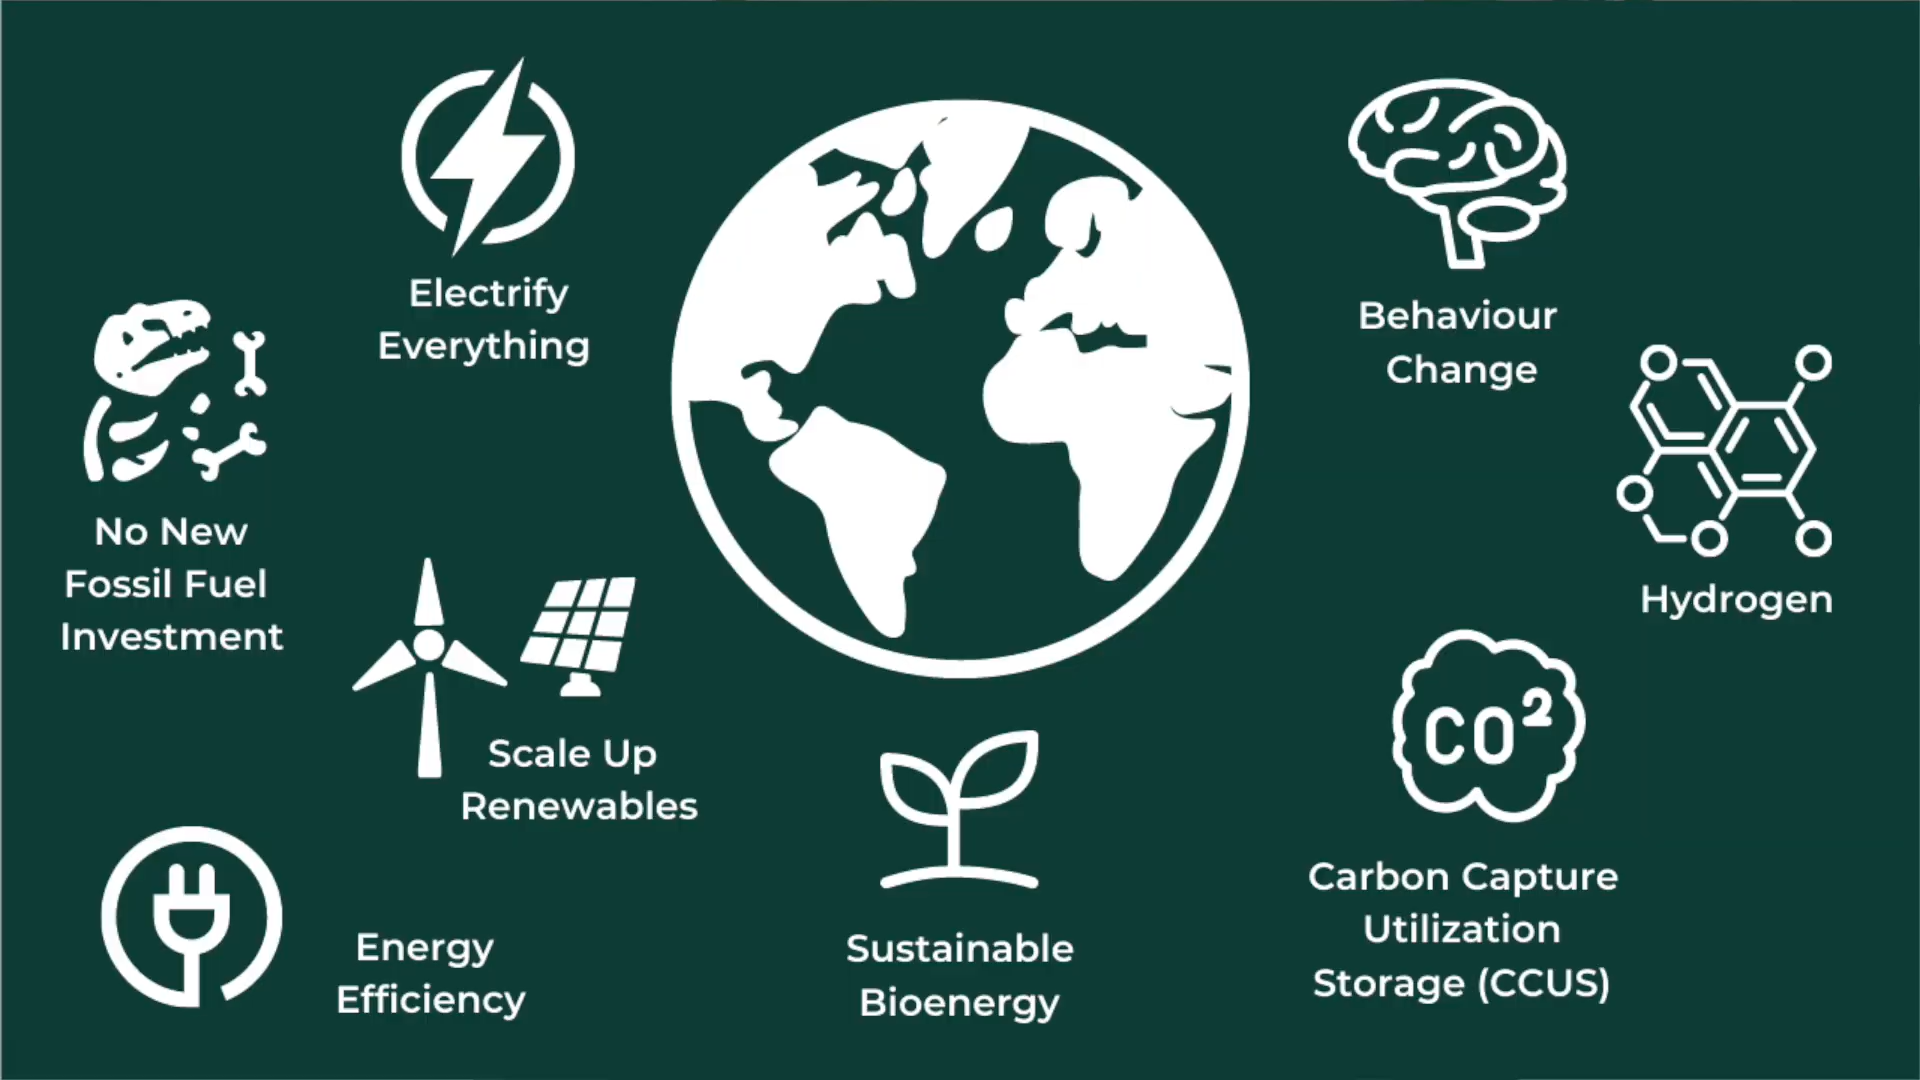 Electrify
Everything
Behaviour
Change
No New
Fossil Fuel
Investment
Hydrogen
Scale Up
Renewables
CO²
Carbon Capture
Utilization
Storage (CCUS)
Energy
Efficiency
Sustainable
Bioenergy